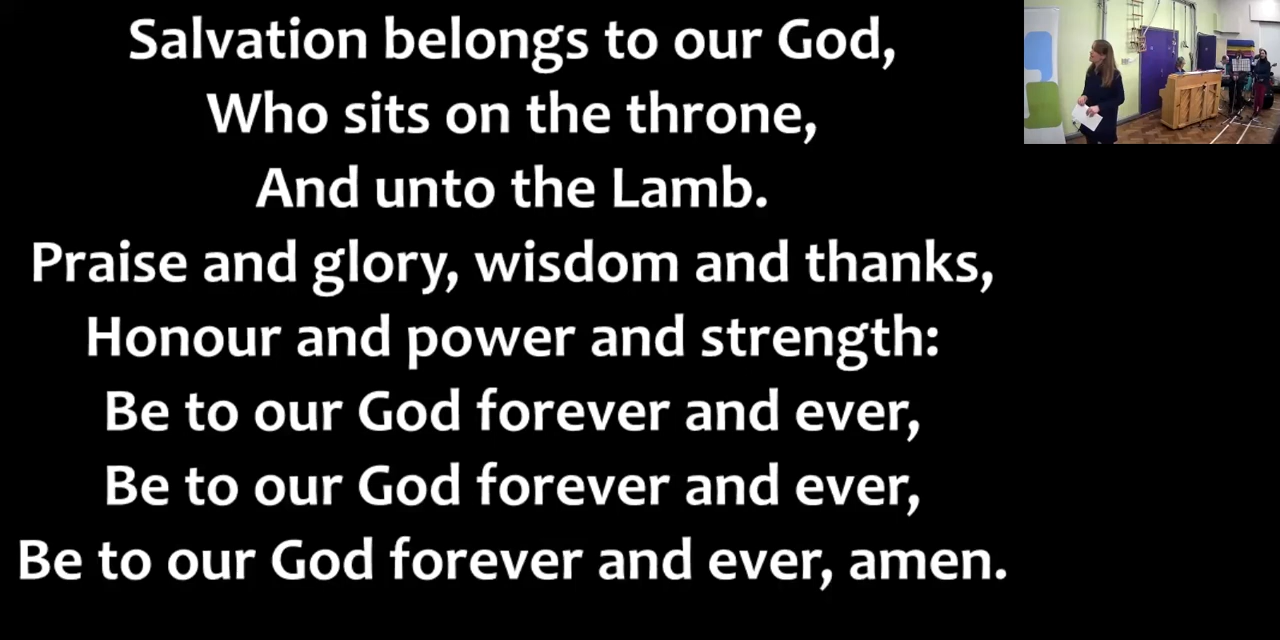 Salvation belongs to our God,
Who sits on the throne,
And unto the Lamb.
Praise and glory, wisdom and thanks,
Honour and power and strength:
Be to our God forever and ever,
Be to our God forever and ever,
Be to our God forever and ever, amen.